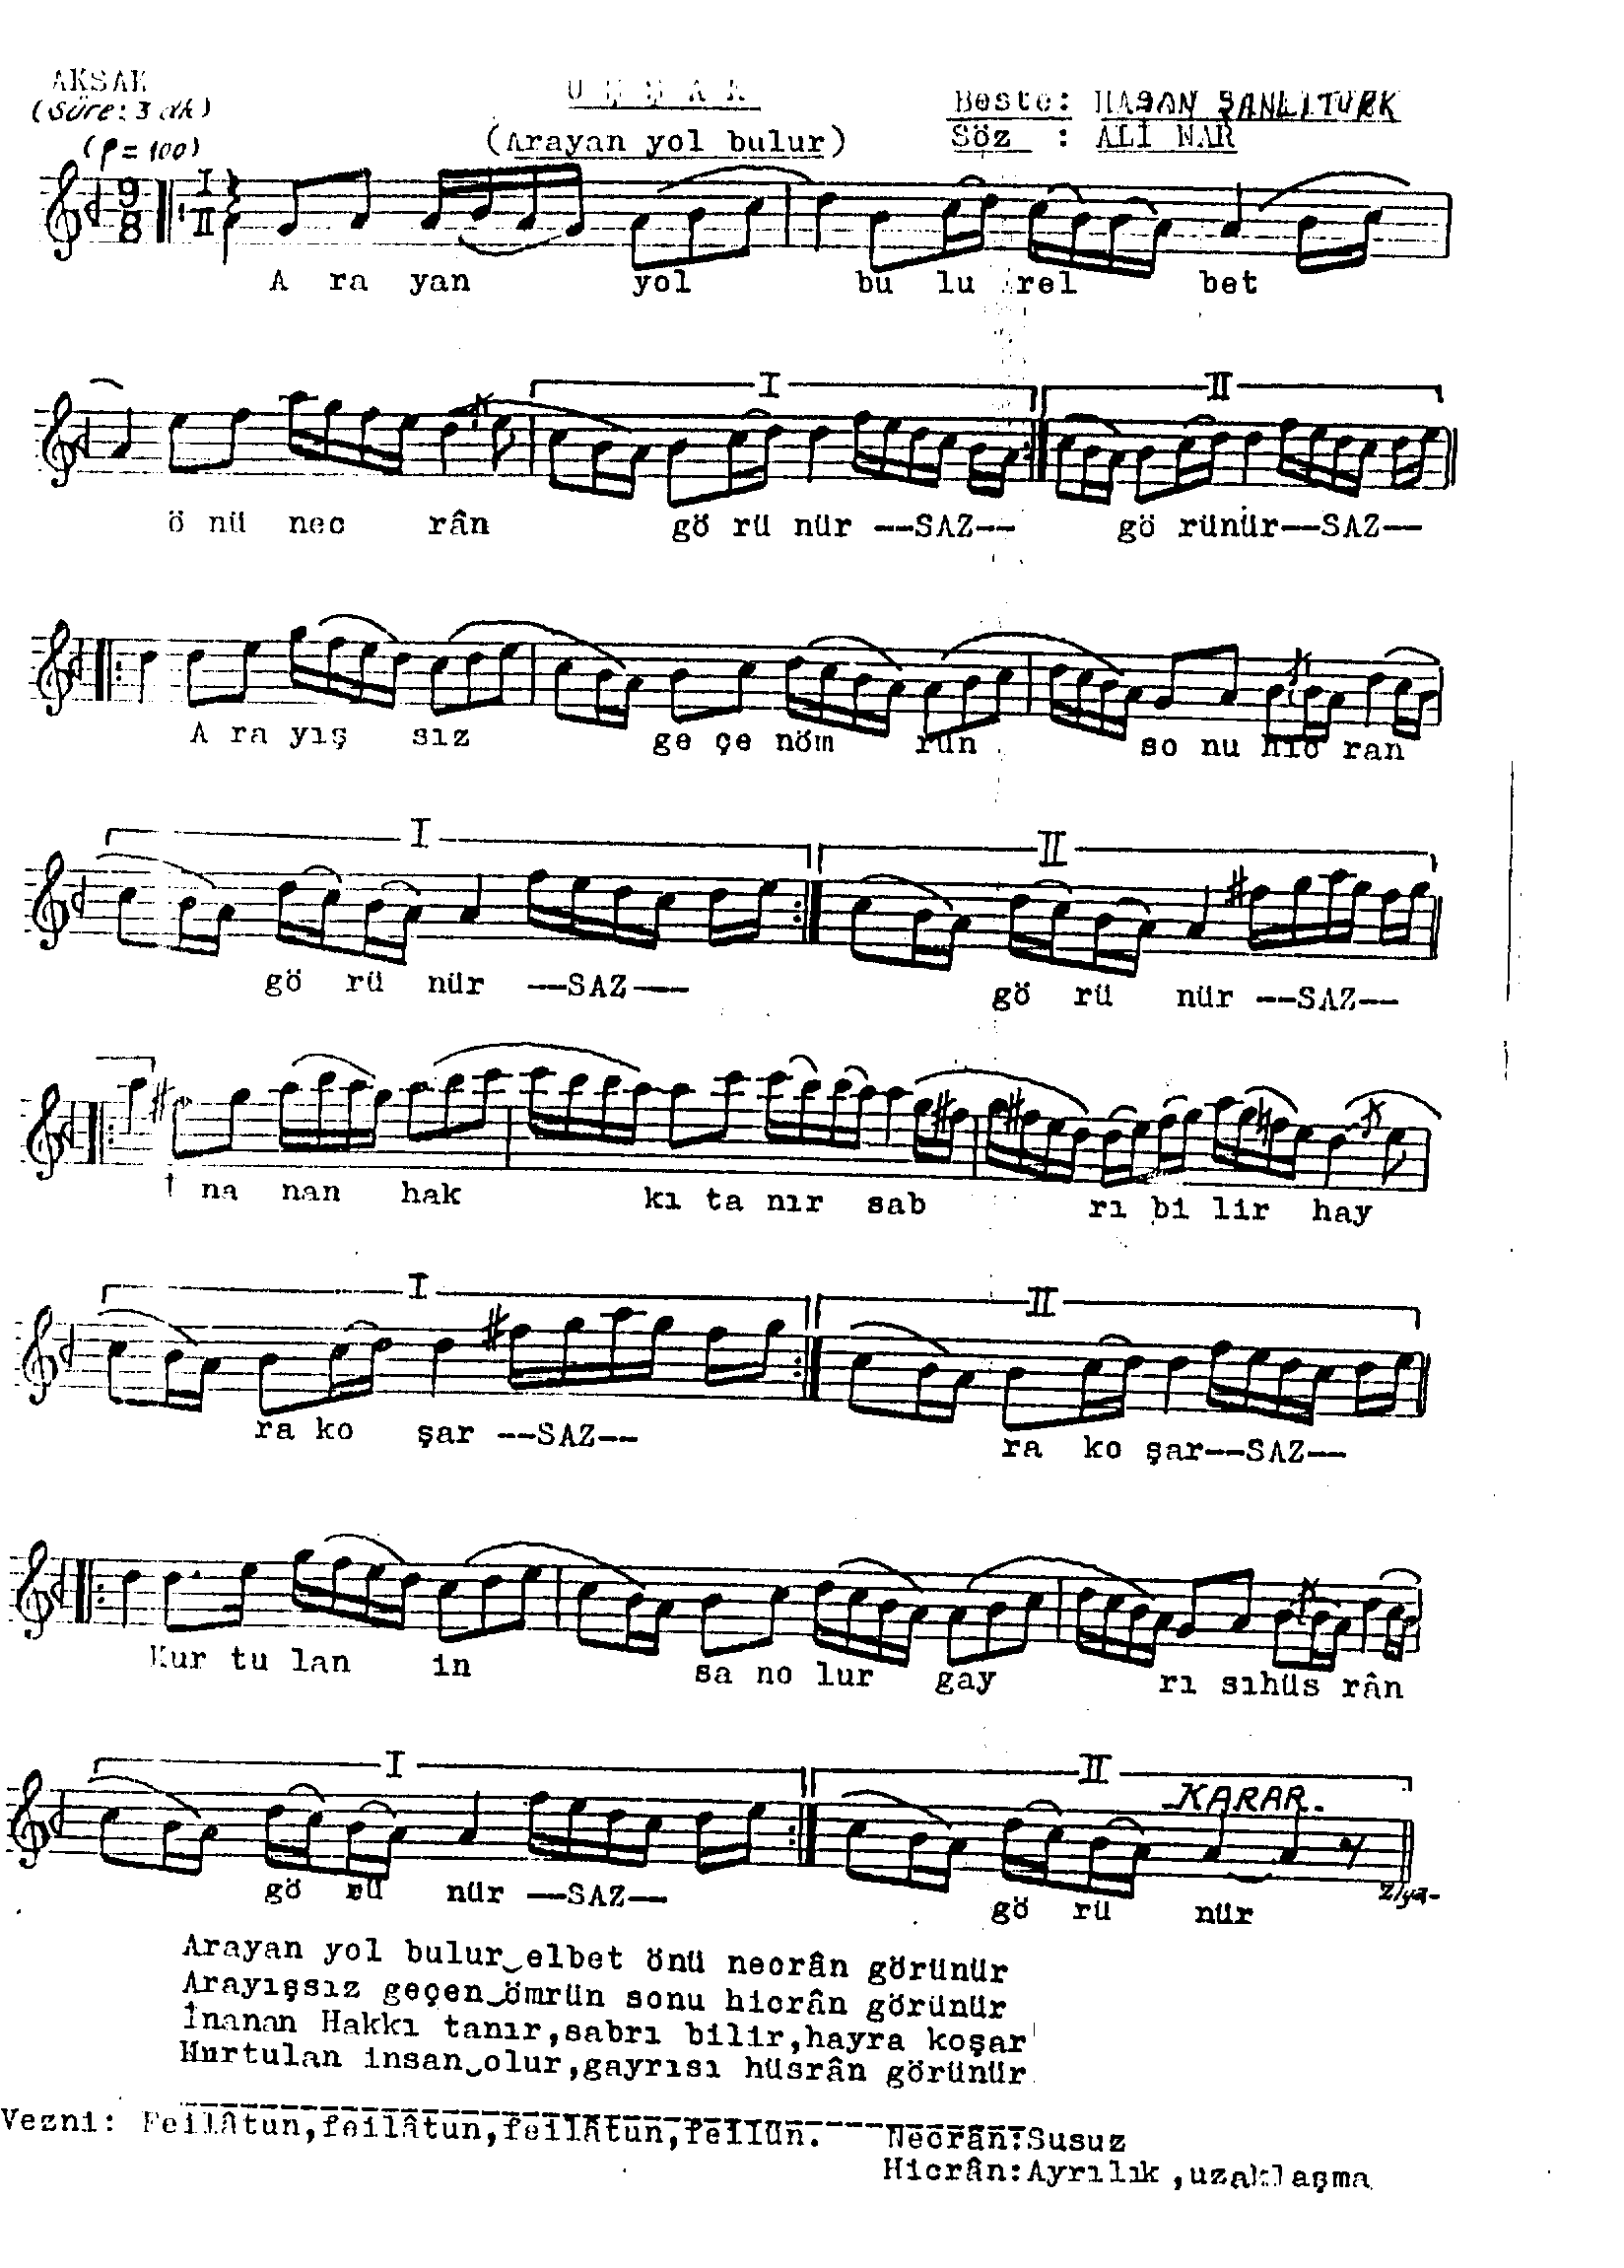 AKSAK
(Süre: 3 dk)
UŞŞAK
Beste: HASAN ŞANLITÜRK
(Arayan yol bulur)
Söz : ALİ NAR
(= 100)
9
8
I
II
A ra yan yol bu lu rel bet
I II
ö nü nec rân gö rü nür --SAZ-- gö rünür--SAZ--
A ra yış sız ge çe nöm rün so nu hic ran
I II
gö rü nür --SAZ-- gö rü nür --SAZ--
İ na nan hak kı ta nır sab rı bi lir hay
I II
ra ko şar --SAZ-- ra ko şar--SAZ--
Kur tu lan in sa no lur gay rı sıhüs rân
I II
KARAR.
gö rü nür --SAZ-- gö rü nür
Ziya-
Arayan yol bulur‿elbet önü necrân görünür
Arayışsız geçen‿ömrün sonu hicrân görünür
İnanan Hakkı tanır,sabrı bilir,hayra koşar
Kurtulan insan‿olur,gayrısı hüsrân görünür
Vezni: Feilâtun,feilâtun,feilâtun,feilün. Necrân:Susuz
Hicrân:Ayrılık,uzaklaşma